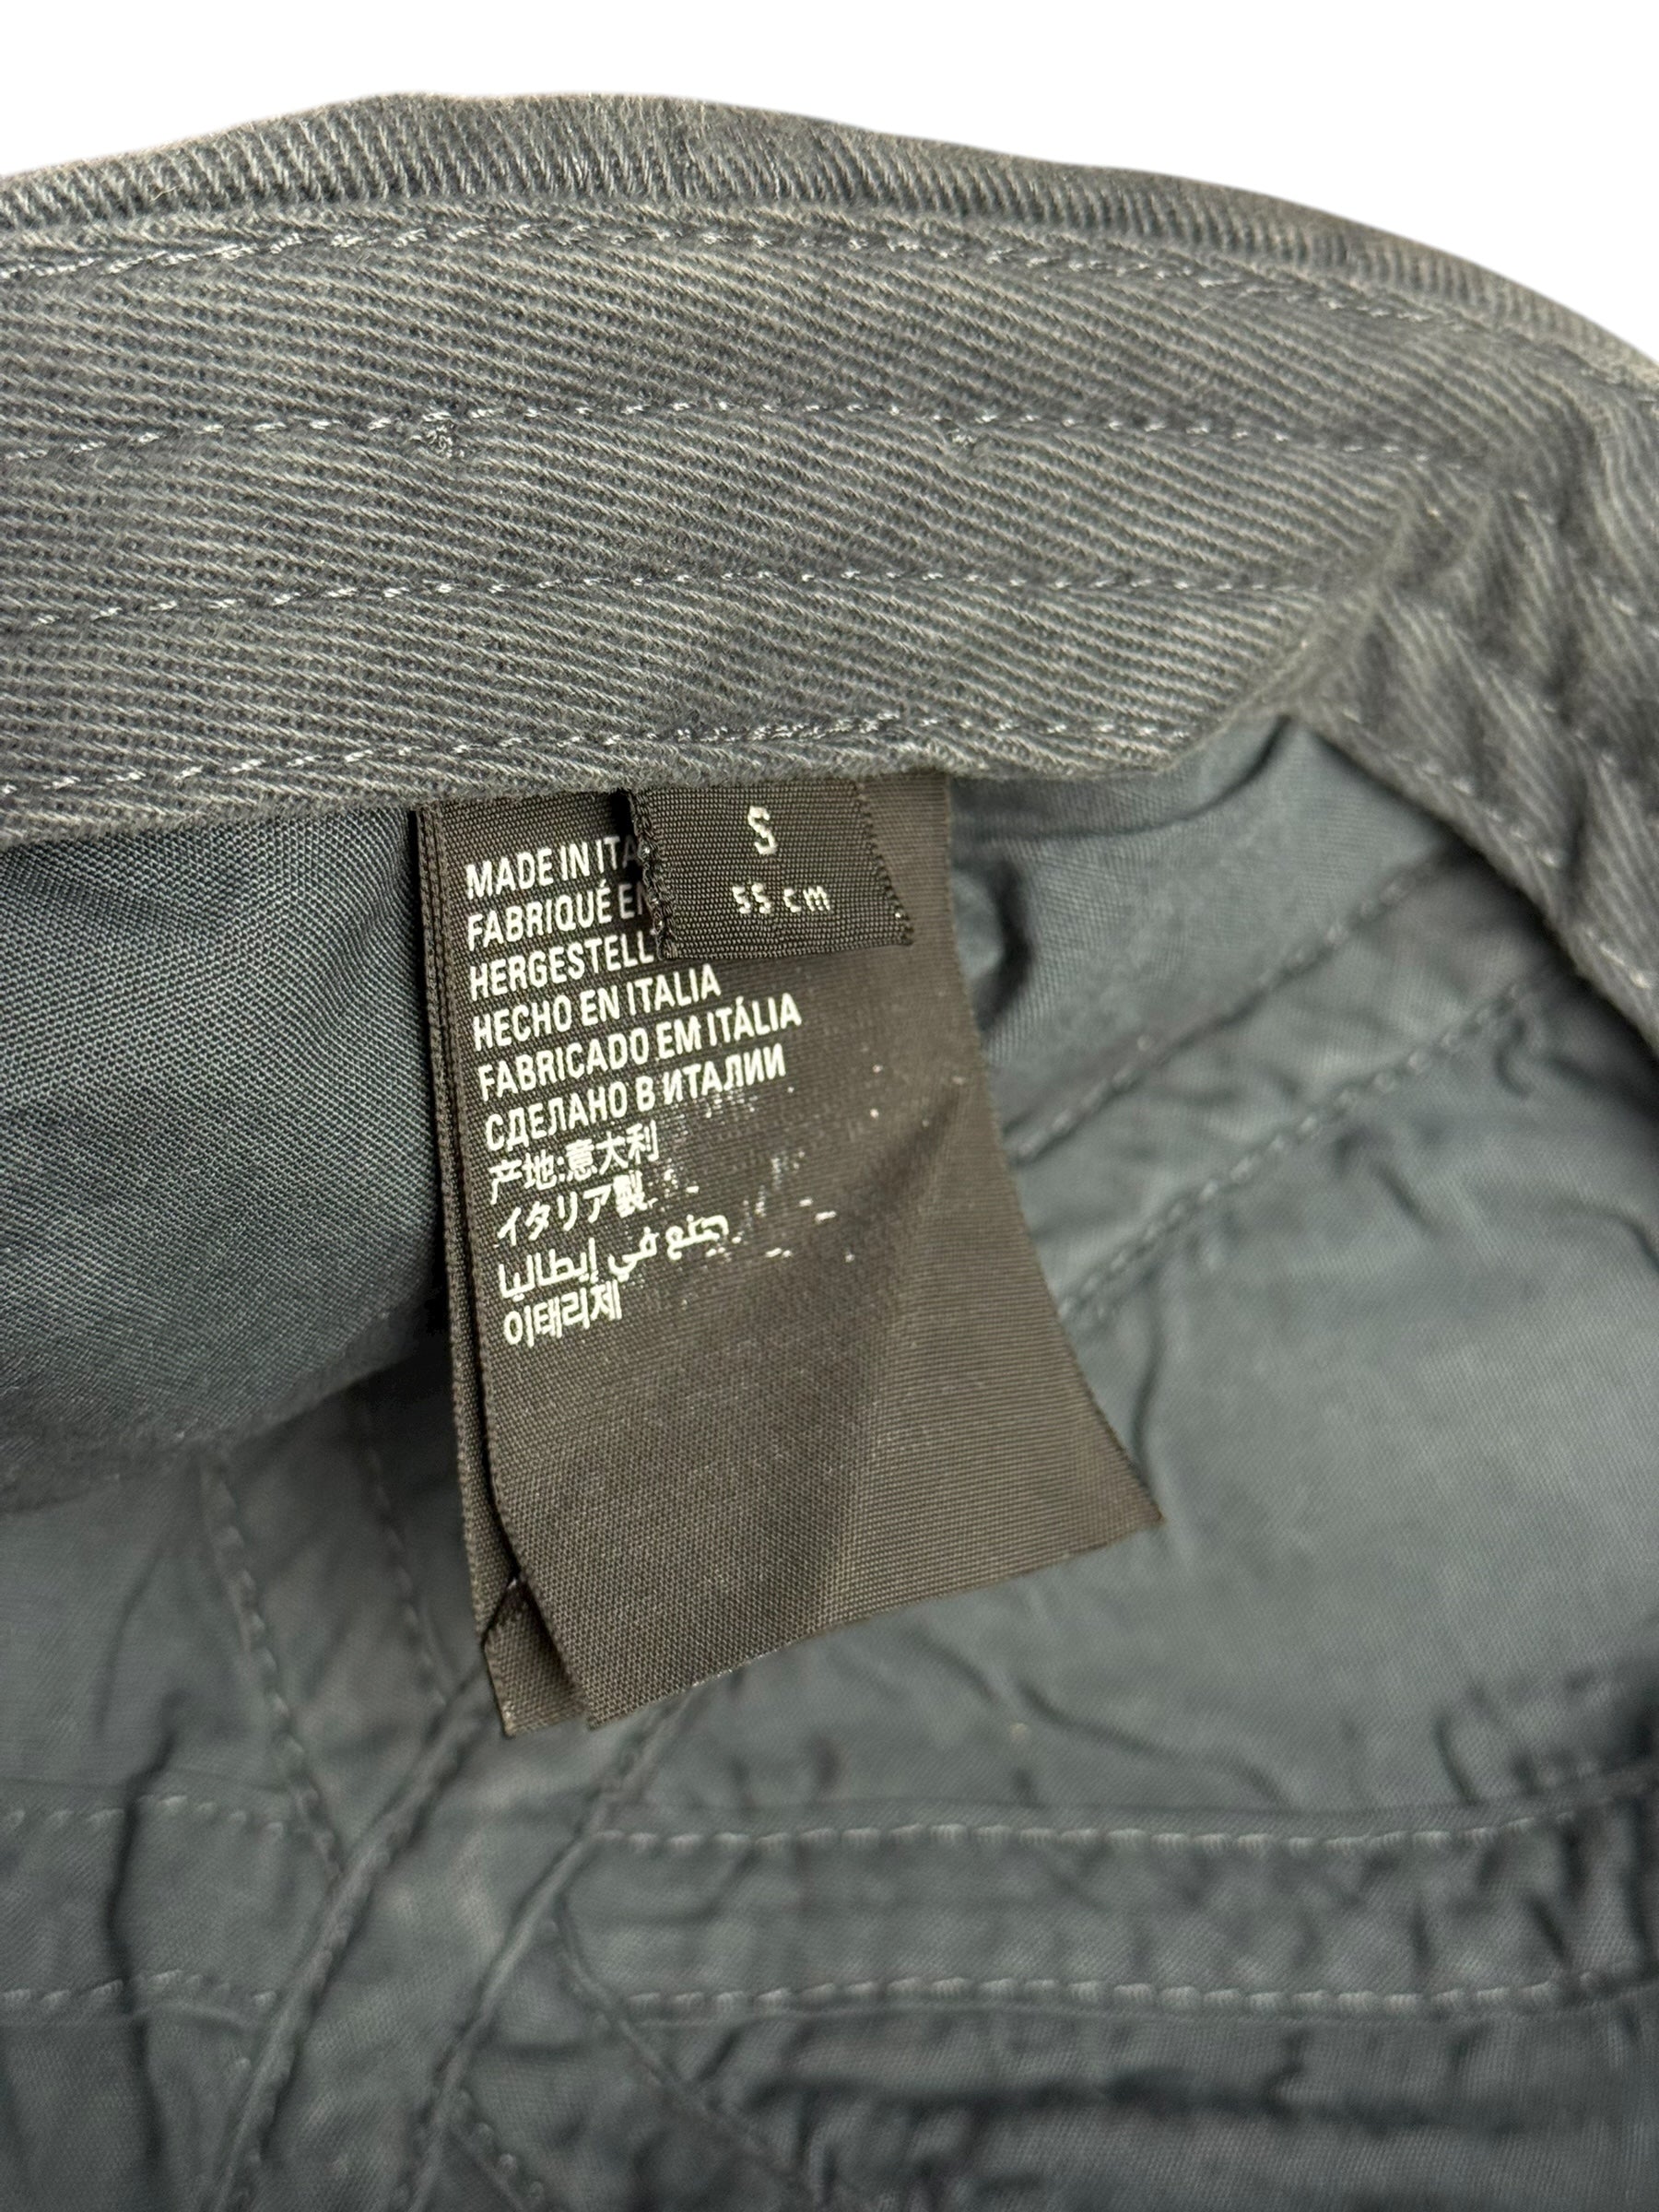 S
55 cm
MADE IN ITA
FABRIQUÉ EN
HERGESTELLT
HECHO EN ITALIA
FABRICADO EM ITÁLIA
СДЕЛАНО В ИТАЛИИ
产地:意大利
イタリア製
صنع في إيطاليا
이태리제